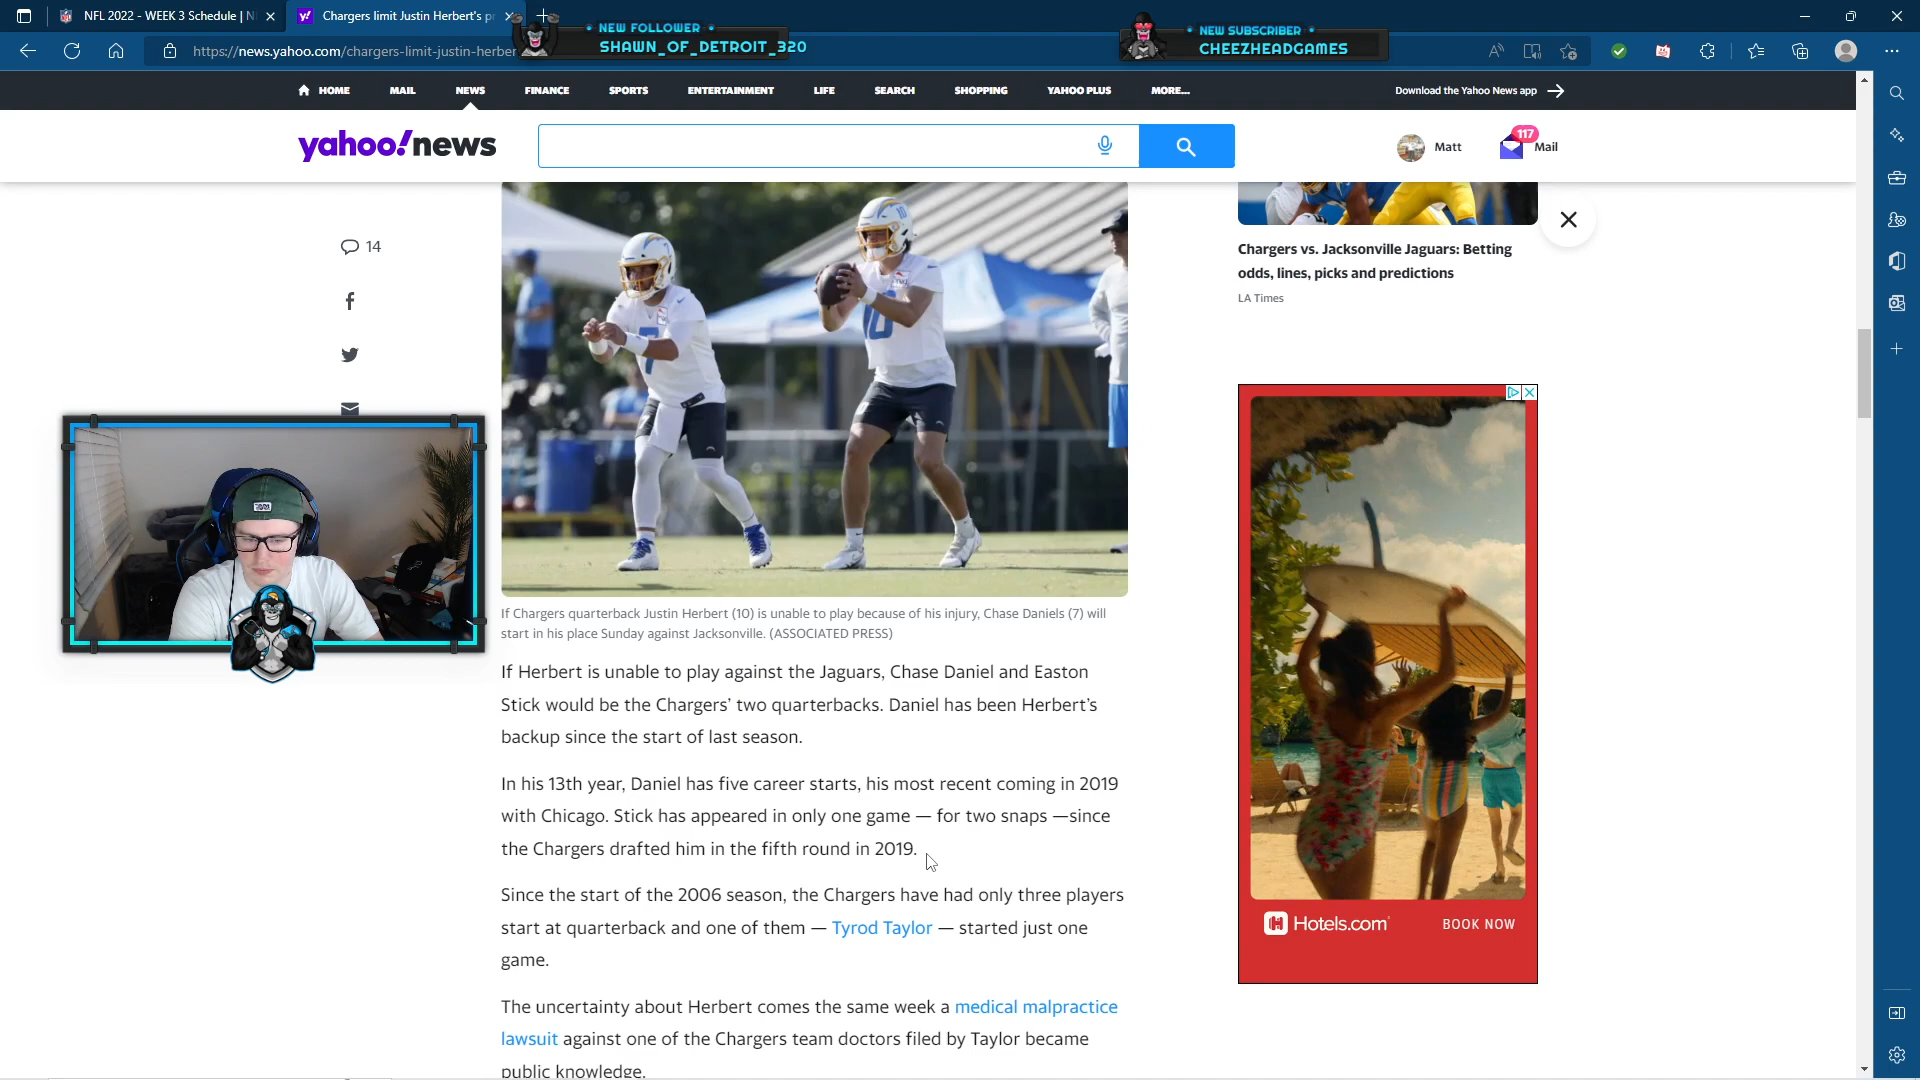 NFL 2022 - WEEK 3 Schedule | N
Chargers limit Justin Herbert's pr
NEW FOLLOWER
SHAWN_OF_DETROIT_320
NEW SUBSCRIBER
CHEEZHEADGAMES
https://news.yahoo.com/chargers-limit-justin-herber
HOME MAIL NEWS FINANCE SPORTS ENTERTAINMENT LIFE SEARCH SHOPPING YAHOO PLUS MORE...
Download the Yahoo News app
yahoo!news
Matt
117
Mail
14
10
7
10
Chargers vs. Jacksonville Jaguars: Betting
odds, lines, picks and predictions
LA Times
If Chargers quarterback Justin Herbert (10) is unable to play because of his injury, Chase Daniels (7) will
start in his place Sunday against Jacksonville. (ASSOCIATED PRESS)
If Herbert is unable to play against the Jaguars, Chase Daniel and Easton
Stick would be the Chargers' two quarterbacks. Daniel has been Herbert's
backup since the start of last season.
In his 13th year, Daniel has five career starts, his most recent coming in 2019
with Chicago. Stick has appeared in only one game — for two snaps —since
the Chargers drafted him in the fifth round in 2019.
Since the start of the 2006 season, the Chargers have had only three players
start at quarterback and one of them — Tyrod Taylor — started just one
game.
The uncertainty about Herbert comes the same week a medical malpractice
lawsuit against one of the Chargers team doctors filed by Taylor became
public knowledge.
Hotels.com
BOOK NOW